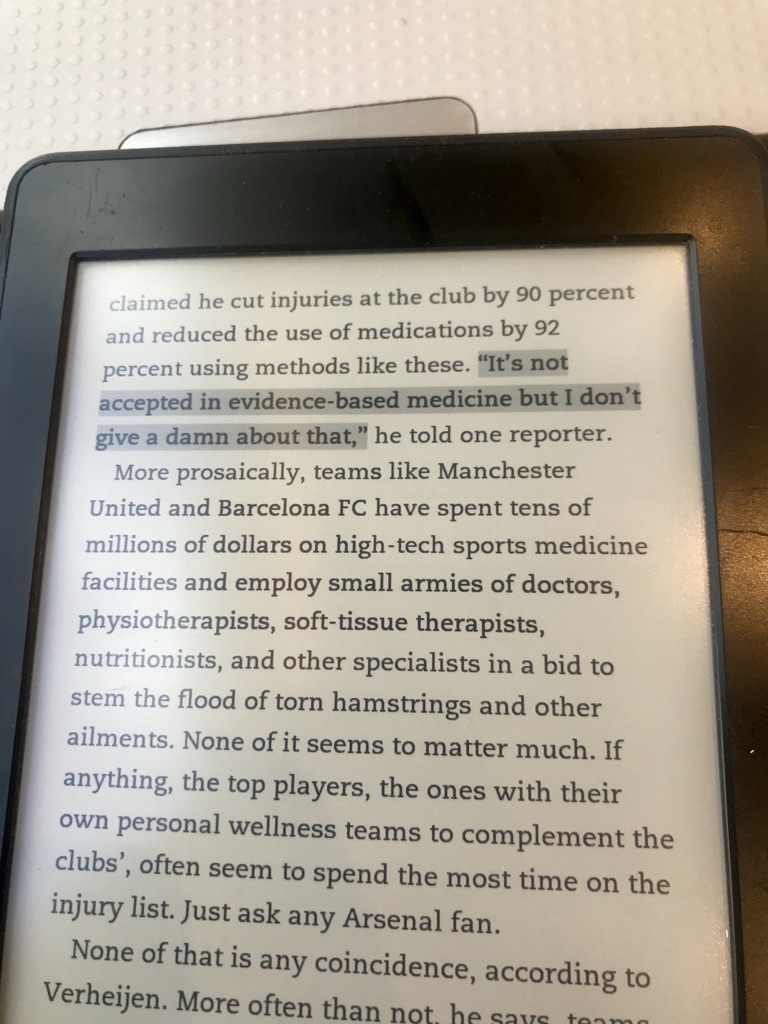 claimed he cut injuries at the club by 90 percent
and reduced the use of medications by 92
percent using methods like these. “It’s not
accepted in evidence-based medicine but I don’t
give a damn about that,” he told one reporter.
More prosaically, teams like Manchester
United and Barcelona FC have spent tens of
millions of dollars on high-tech sports medicine
facilities and employ small armies of doctors,
physiotherapists, soft-tissue therapists,
nutritionists, and other specialists in a bid to
stem the flood of torn hamstrings and other
ailments. None of it seems to matter much. If
anything, the top players, the ones with their
own personal wellness teams to complement the
clubs’, often seem to spend the most time on the
injury list. Just ask any Arsenal fan.
None of that is any coincidence, according to
Verheijen. More often than not, he says, teams